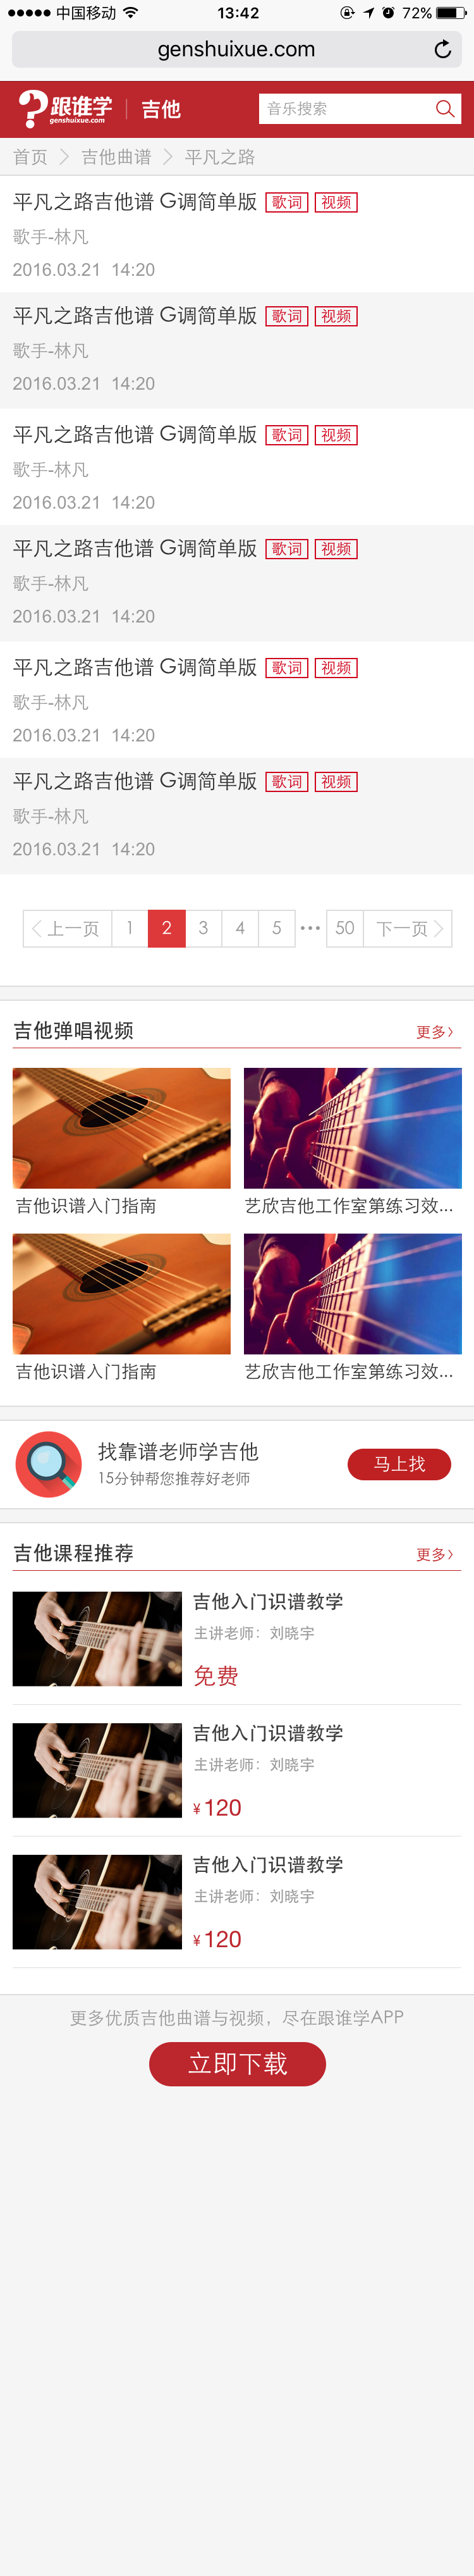 中国移动 13:42 72%
genshuixue.com
跟谁学 吉他 音乐搜索
genshuixue.com
首页 吉他曲谱 平凡之路
平凡之路吉他谱 G调简单版 歌词 视频
歌手-林凡
2016.03.21 14:20
平凡之路吉他谱 G调简单版 歌词 视频
歌手-林凡
2016.03.21 14:20
平凡之路吉他谱 G调简单版 歌词 视频
歌手-林凡
2016.03.21 14:20
平凡之路吉他谱 G调简单版 歌词 视频
歌手-林凡
2016.03.21 14:20
平凡之路吉他谱 G调简单版 歌词 视频
歌手-林凡
2016.03.21 14:20
平凡之路吉他谱 G调简单版 歌词 视频
歌手-林凡
2016.03.21 14:20
上一页 1 2 3 4 5 ••• 50 下一页
吉他弹唱视频 更多
吉他识谱入门指南 艺欣吉他工作室第练习效...
吉他识谱入门指南 艺欣吉他工作室第练习效...
找靠谱老师学吉他
15分钟帮您推荐好老师
马上找
吉他课程推荐 更多
吉他入门识谱教学
主讲老师：刘晓宇
免费
吉他入门识谱教学
主讲老师：刘晓宇
¥120
吉他入门识谱教学
主讲老师：刘晓宇
¥120
更多优质吉他曲谱与视频，尽在跟谁学APP
立即下载